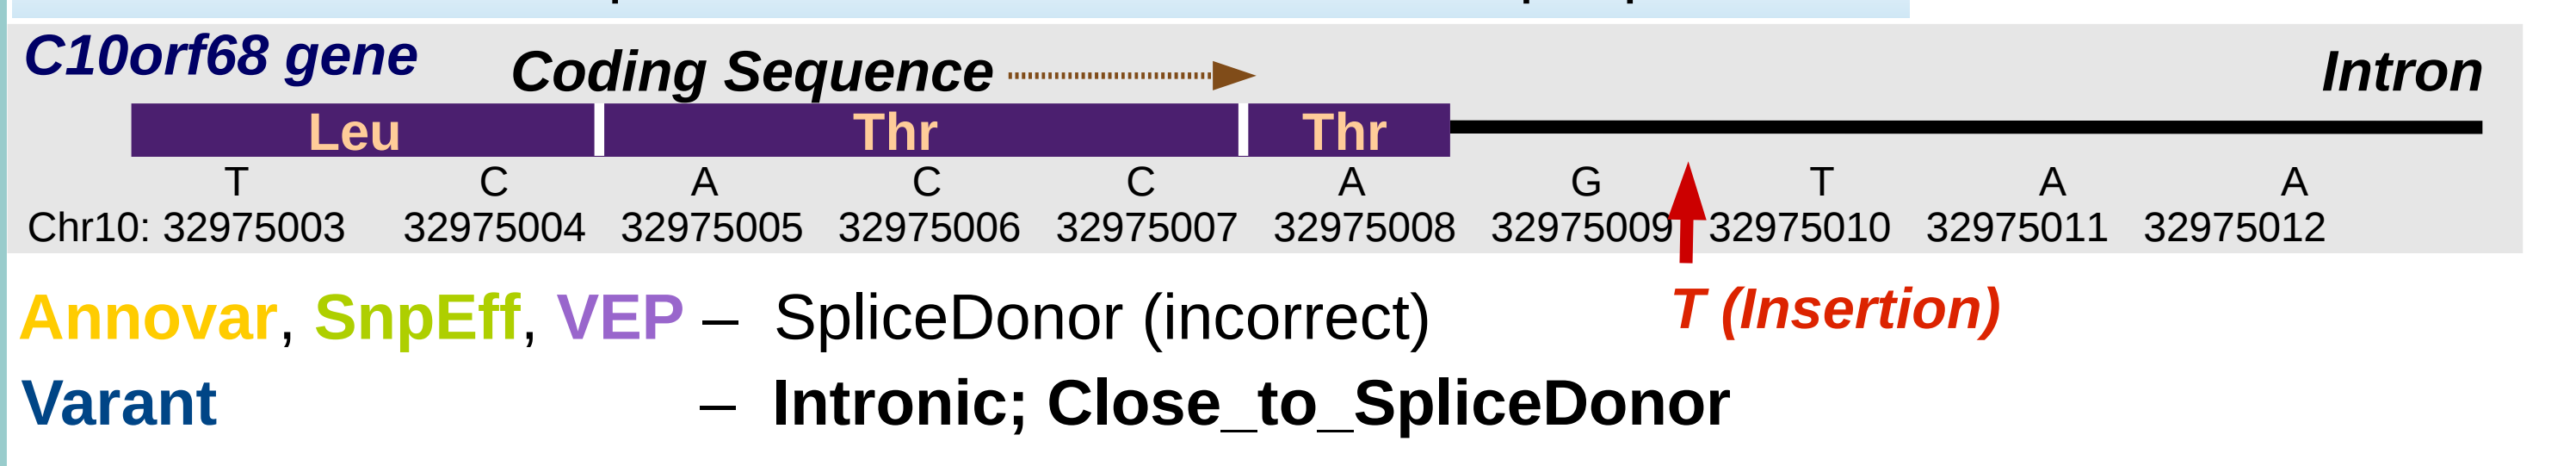 C10orf68 gene
Coding Sequence
Intron
Leu Thr Thr
T C A C C A G T A A
Chr10: 32975003 32975004 32975005 32975006 32975007 32975008 32975009 32975010 32975011 32975012
T (Insertion)
Annovar, SnpEff, VEP – SpliceDonor (incorrect)
Varant – Intronic; Close_to_SpliceDonor